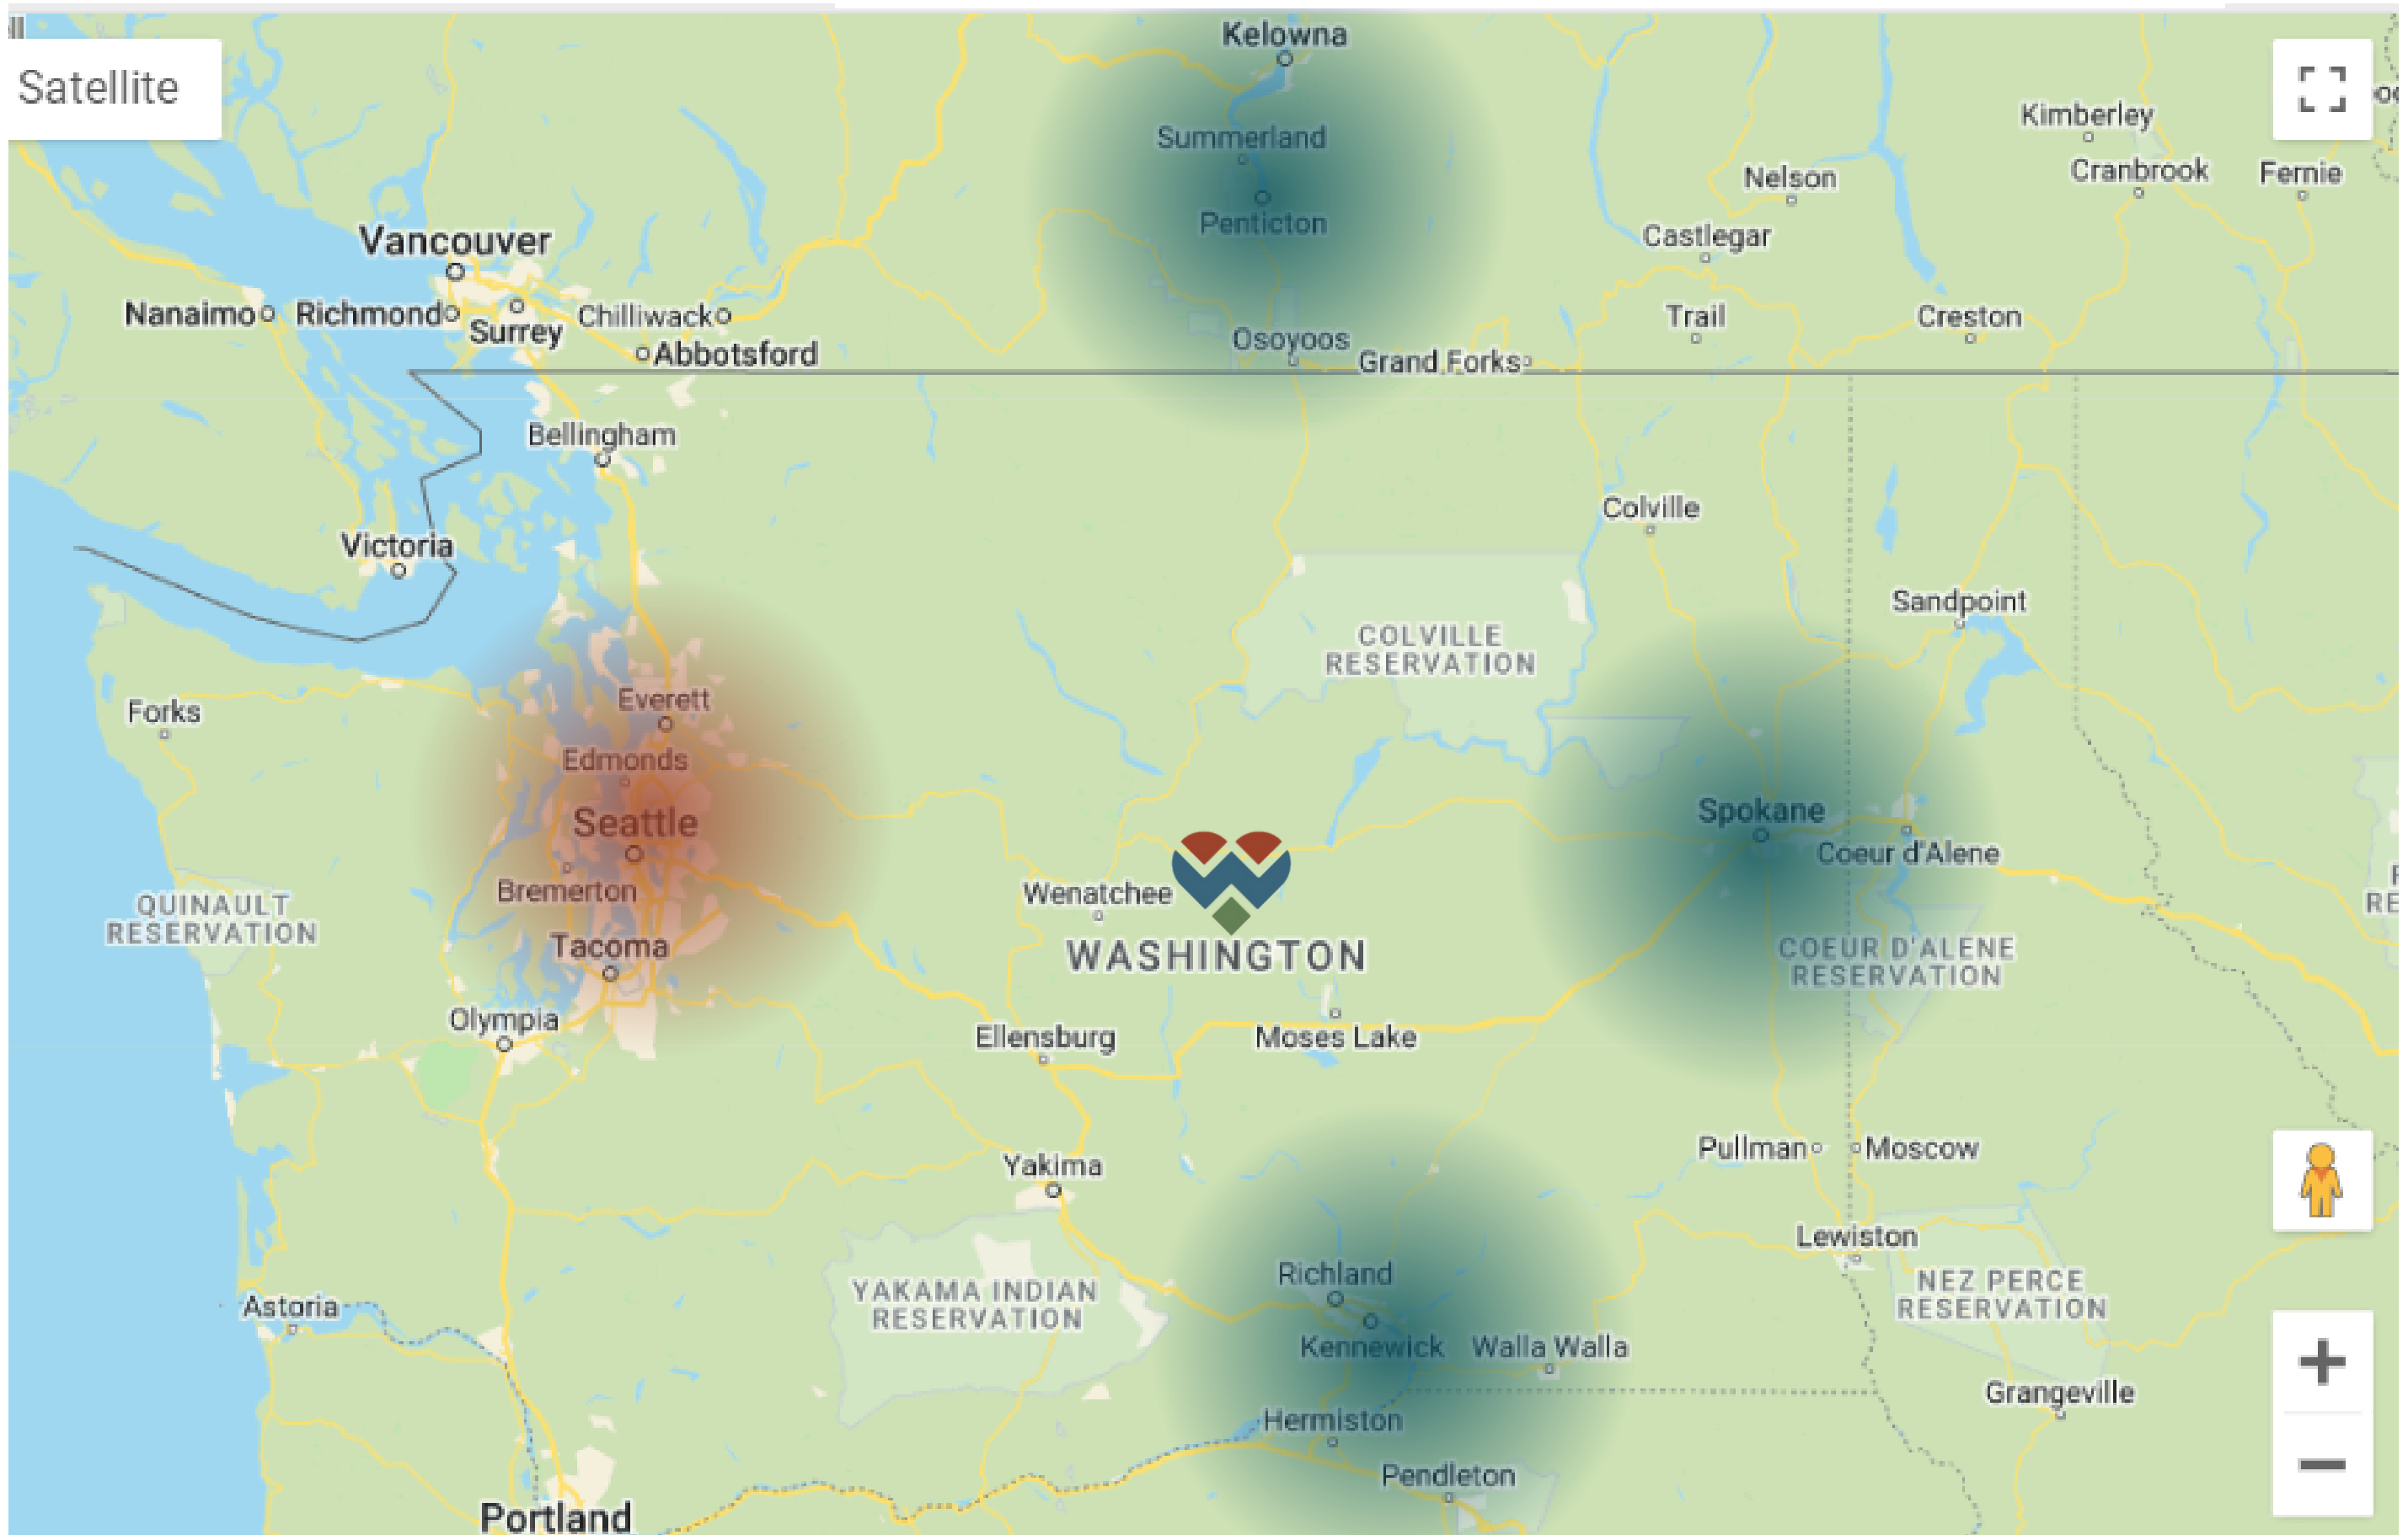 Kelowna
Satellite
Kimberley
Summerland
Cranbrook
Fernie
Nelson
Penticton
Vancouver
Castlegar
Nanaimo
Richmond
Chilliwack
Surrey
Trail
Creston
Osoyoos
Abbotsford
Grand Forks
Bellingham
Colville
Victoria
Sandpoint
COLVILLE
RESERVATION
Everett
Forks
Edmonds
Spokane
Seattle
Coeur d'Alene
Wenatchee
Bremerton
QUINAULT
RESERVATION
Tacoma
WASHINGTON
COEUR D'ALENE
RESERVATION
Olympia
Ellensburg
Moses Lake
Pullman
Moscow
Yakima
Lewiston
Richland
YAKAMA INDIAN
RESERVATION
NEZ PERCE
RESERVATION
Astoria
Kennewick
Walla Walla
Grangeville
Hermiston
Pendleton
Portland